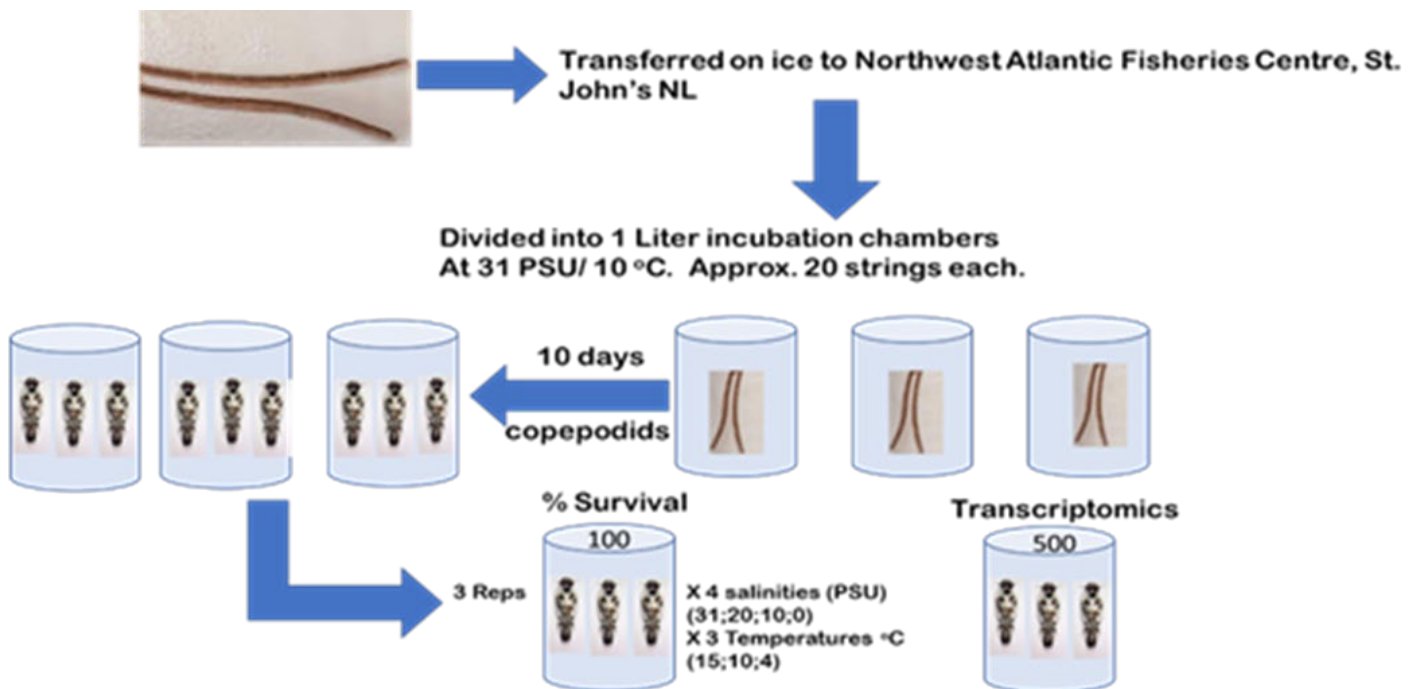 Transferred on ice to Northwest Atlantic Fisheries Centre, St.
John's NL
Divided into 1 Liter incubation chambers
At 31 PSU/ 10 °C. Approx. 20 strings each.
10 days
copepodids
% Survival
100
3 Reps
X 4 salinities (PSU)
(31;20;10;0)
X 3 Temperatures °C
(15;10;4)
Transcriptomics
500